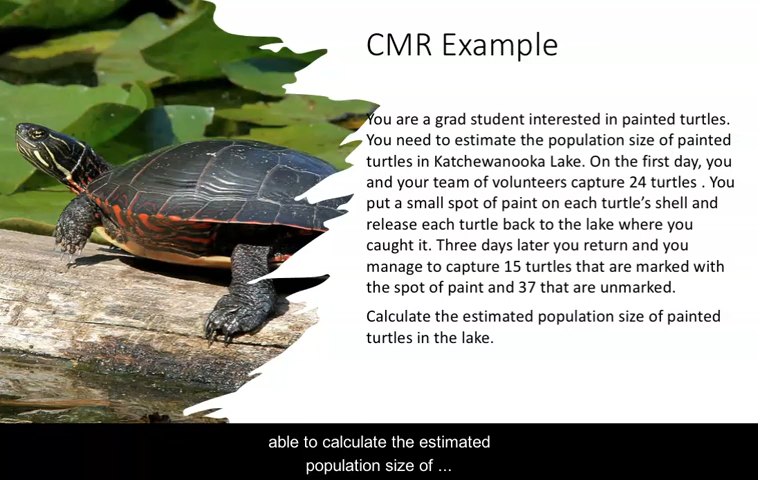 CMR Example
You are a grad student interested in painted turtles.
You need to estimate the population size of painted
turtles in Katchewanooka Lake. On the first day, you
and your team of volunteers capture 24 turtles . You
put a small spot of paint on each turtle’s shell and
release each turtle back to the lake where you
caught it. Three days later you return and you
manage to capture 15 turtles that are marked with
the spot of paint and 37 that are unmarked.
Calculate the estimated population size of painted
turtles in the lake.
able to calculate the estimated
population size of ...